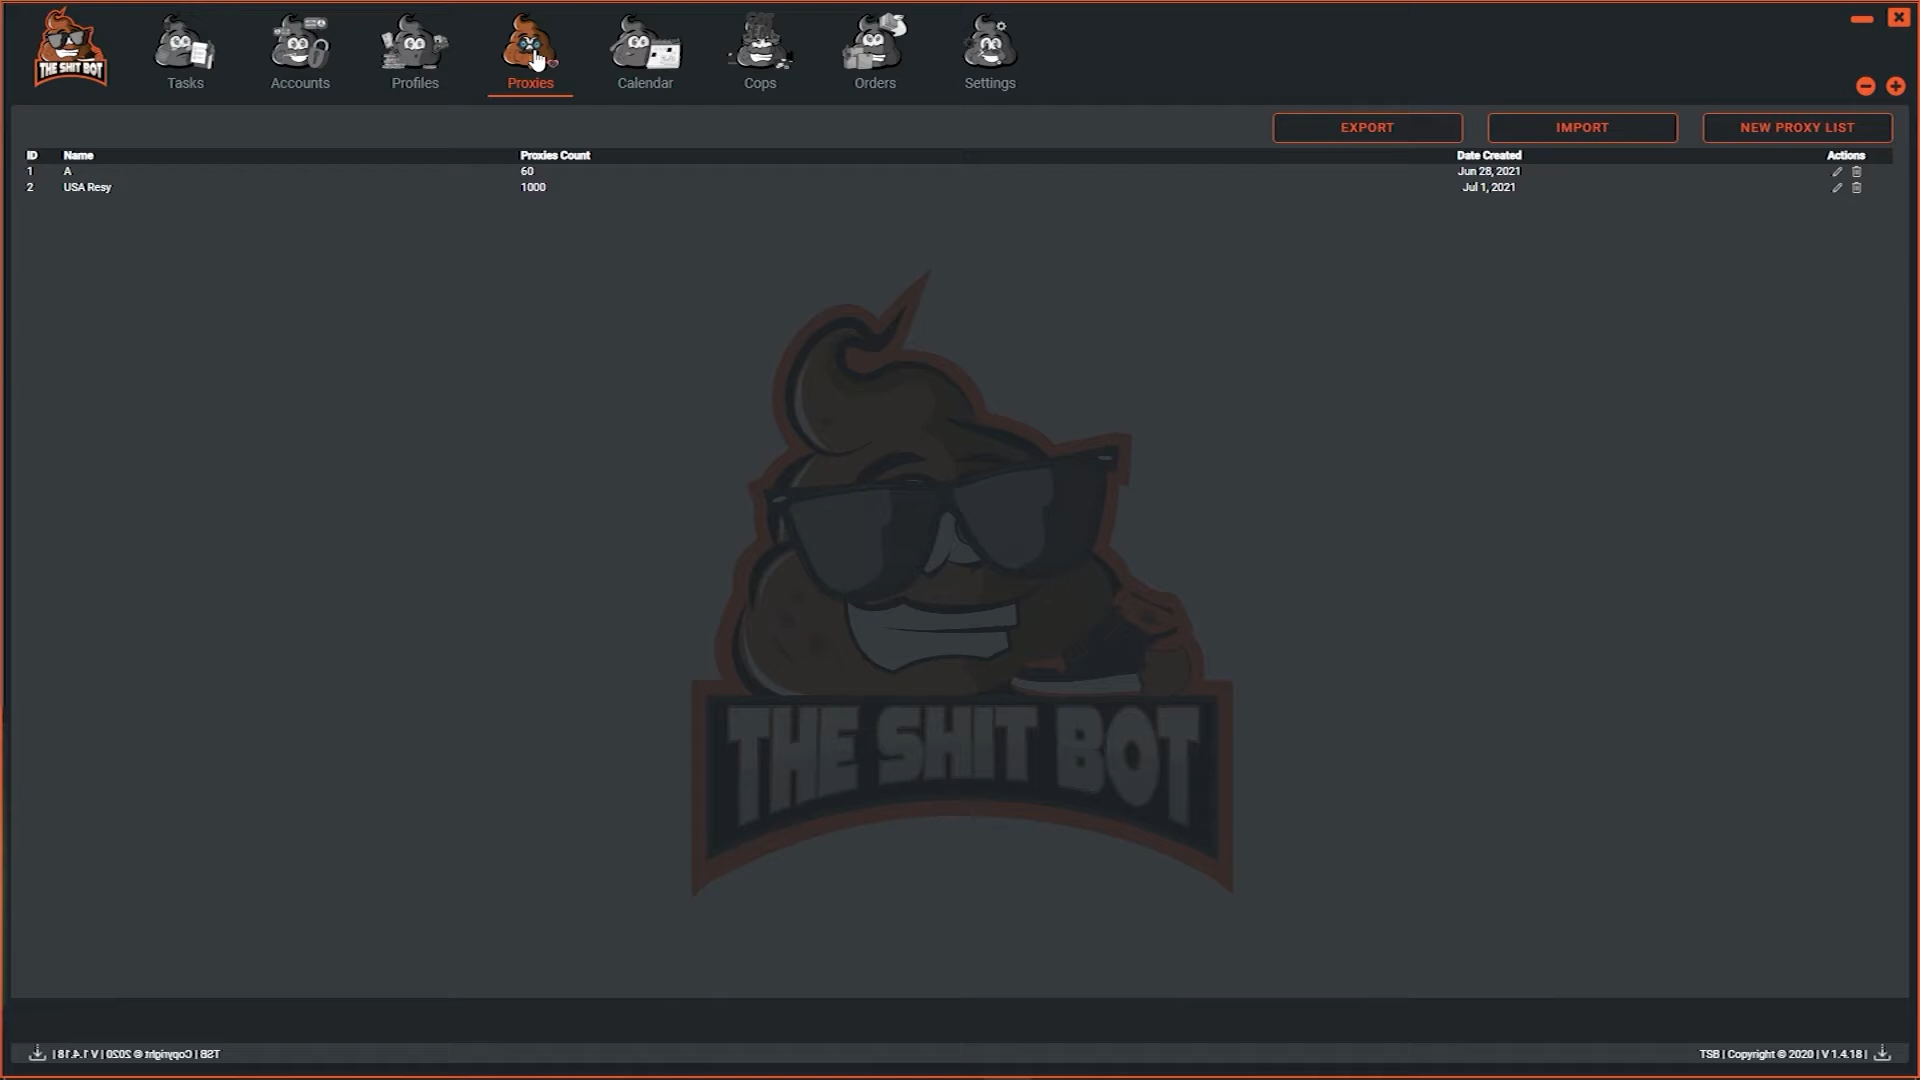 THE SHIT BOT
Tasks
Accounts
Profiles
Proxies
Calendar
Cops
Orders
Settings
EXPORT
IMPORT
NEW PROXY LIST
ID Name Proxies Count Date Created Actions
1 A 60 Jun 28, 2021
2 USA Resy 1000 Jul 1, 2021
THE SHIT BOT
TSB | Copyright © 2020 | V 1.4.18 |
TSB | Copyright © 2020 | V 1.4.18 |